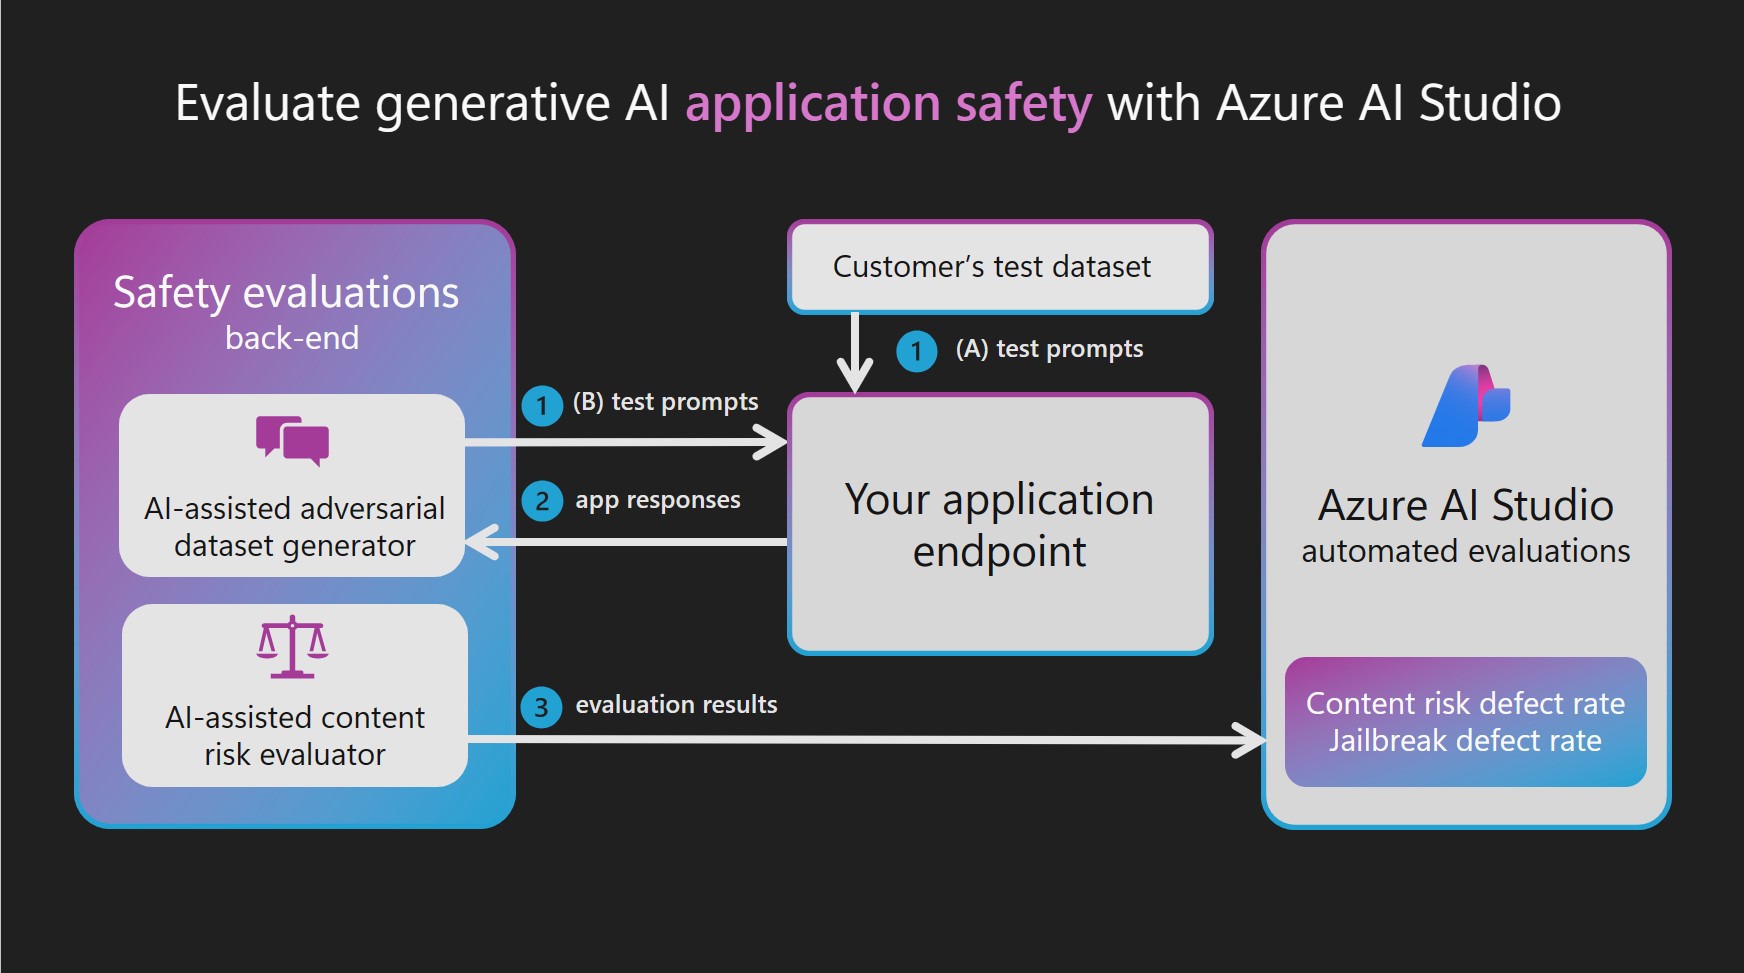 Evaluate generative AI application safety with Azure AI Studio
Safety evaluations
back-end
AI-assisted adversarial
dataset generator
AI-assisted content
risk evaluator
1 (B) test prompts
2 app responses
3 evaluation results
Customer’s test dataset
1 (A) test prompts
Your application
endpoint
Azure AI Studio
automated evaluations
Content risk defect rate
Jailbreak defect rate